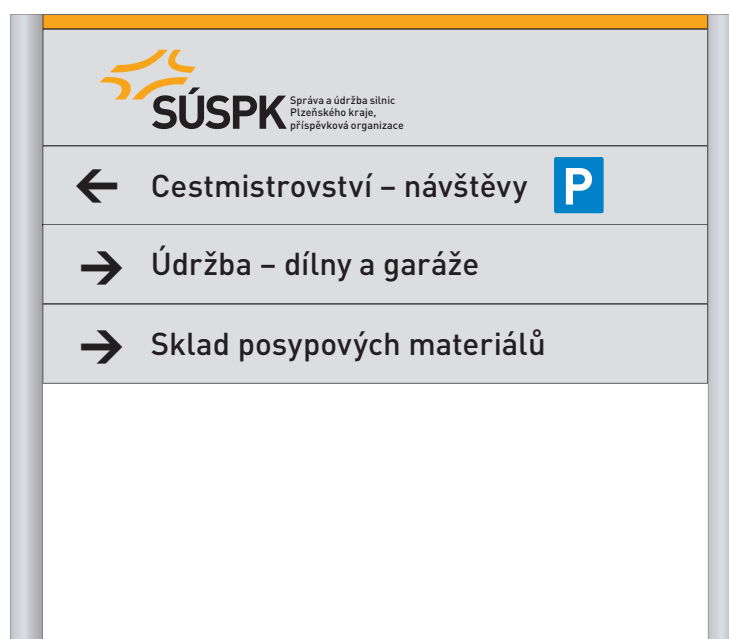 SÚSPK
Správa a údržba silnic
Plzeňského kraje,
příspěvková organizace
← Cestmistrovství – návštěvy P
→ Údržba – dílny a garáže
→ Sklad posypových materiálů